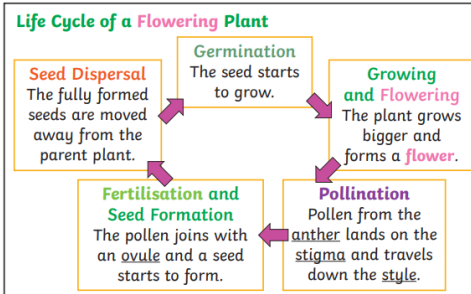 Life Cycle of a Flowering Plant
Germination
The seed starts
to grow.
Growing
and Flowering
The plant grows
bigger and
forms a flower.
Pollination
Pollen from the
anther lands on the
stigma and travels
down the style.
Fertilisation and
Seed Formation
The pollen joins with
an ovule and a seed
starts to form.
Seed Dispersal
The fully formed
seeds are moved
away from the
parent plant.